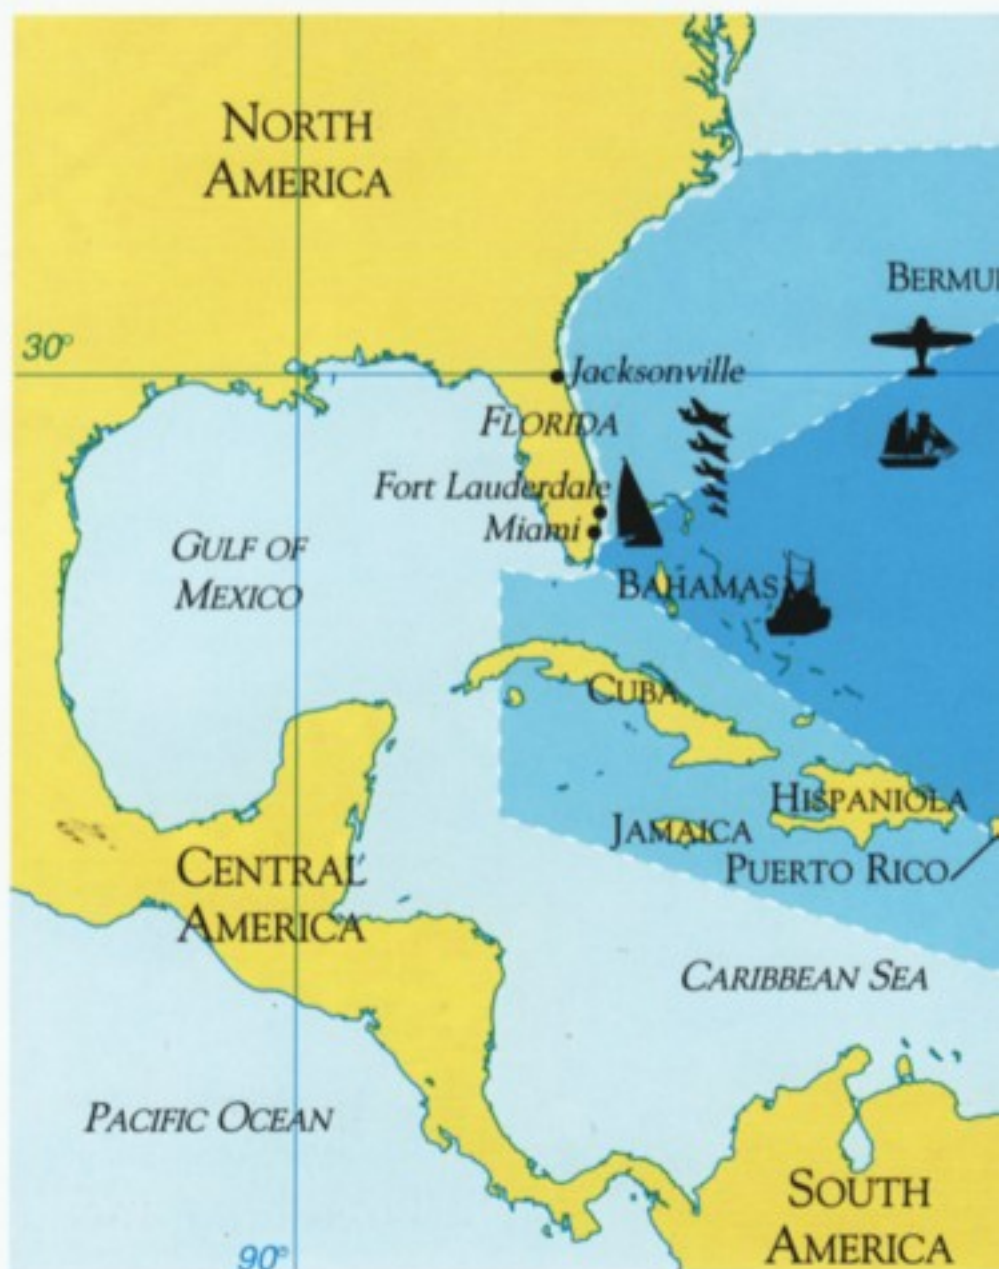 NORTH
AMERICA
BERMU
30°
Jacksonville
FLORIDA
Fort Lauderdale
Miami
GULF OF
MEXICO
BAHAMAS
CUBA
HISPANIOLA
JAMAICA
PUERTO RICO
CENTRAL
AMERICA
CARIBBEAN SEA
PACIFIC OCEAN
SOUTH
AMERICA
90°